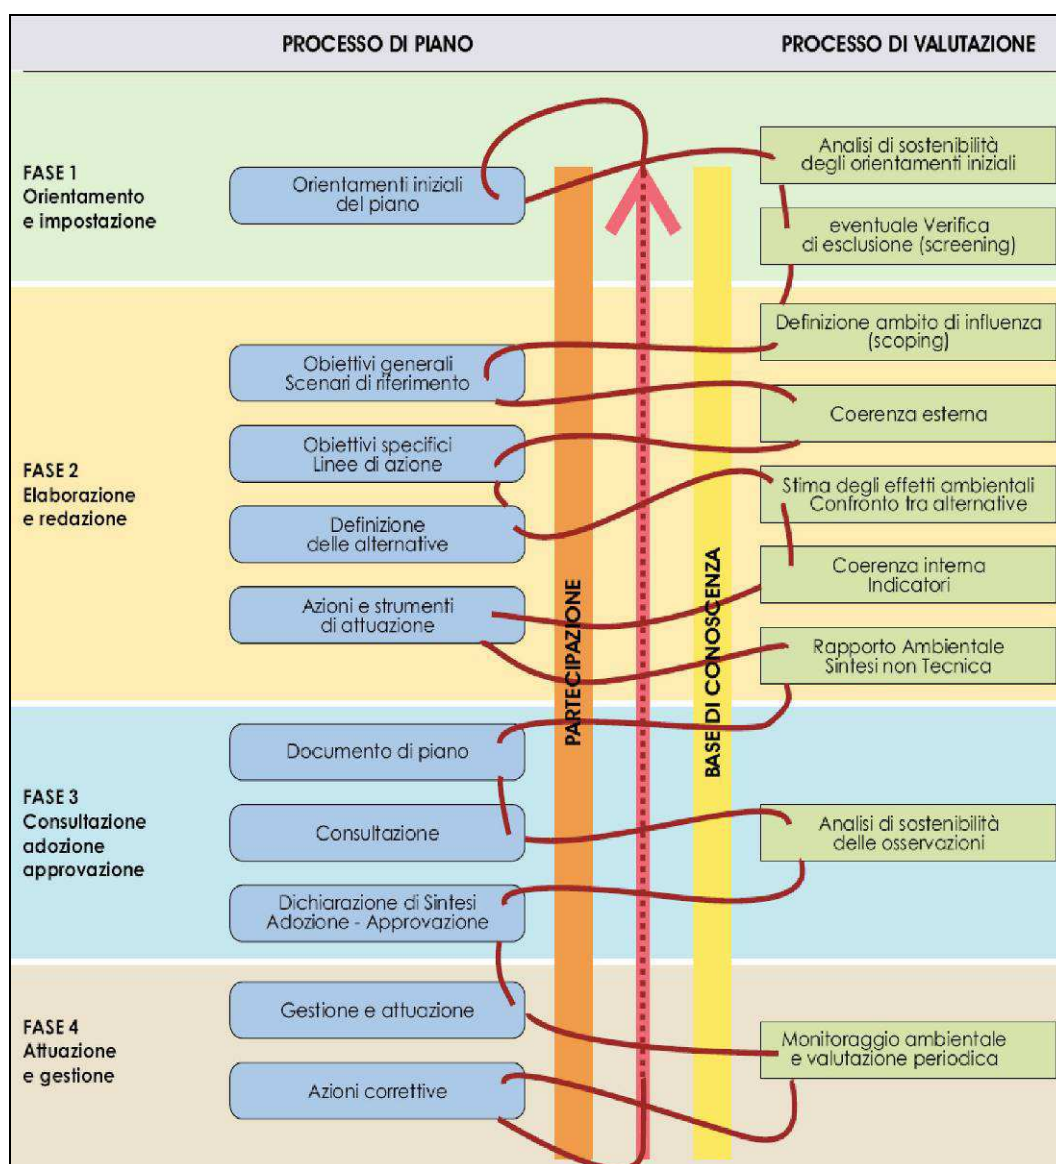 PROCESSO DI PIANO
PROCESSO DI VALUTAZIONE
FASE 1
Orientamento
e impostazione
Orientamenti iniziali
del piano
Analisi di sostenibilità
degli orientamenti iniziali
eventuale Verifica
di esclusione (screening)
FASE 2
Elaborazione
e redazione
Obiettivi generali
Scenari di riferimento
Obiettivi specifici
Linee di azione
Definizione
delle alternative
Azioni e strumenti
di attuazione
Definizione ambito di influenza
(scoping)
Coerenza esterna
Stima degli effetti ambientali
Confronto tra alternative
Coerenza interna
Indicatori
Rapporto Ambientale
Sintesi non Tecnica
PARTECIPAZIONE
BASE DI CONOSCENZA
FASE 3
Consultazione
adozione
approvazione
Documento di piano
Consultazione
Dichiarazione di Sintesi
Adozione - Approvazione
Analisi di sostenibilità
delle osservazioni
FASE 4
Attuazione
e gestione
Gestione e attuazione
Azioni correttive
Monitoraggio ambientale
e valutazione periodica